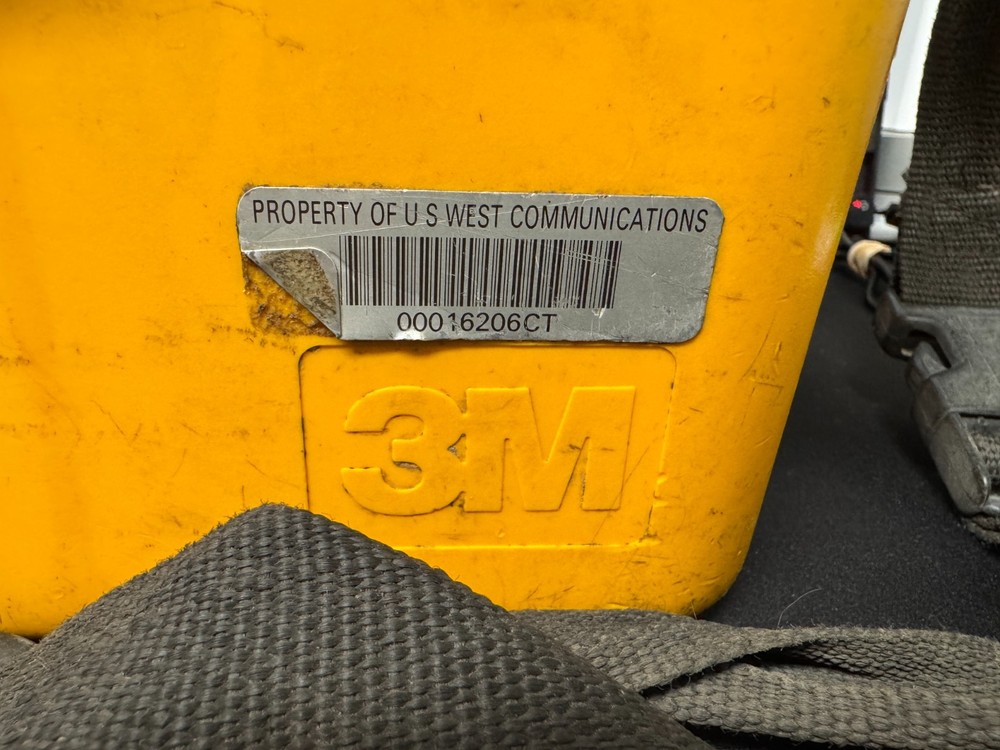 PROPERTY OF U S WEST COMMUNICATIONS
00016206CT
3M